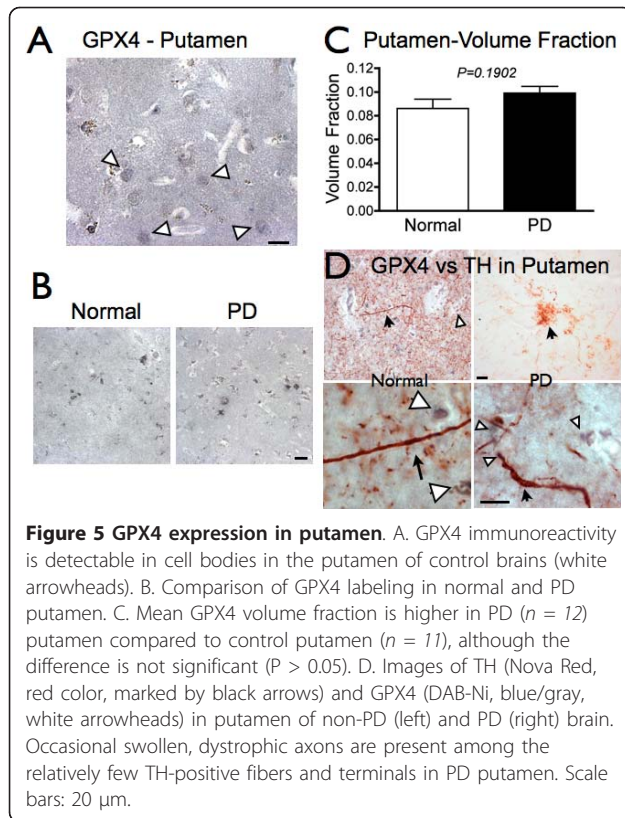 A GPX4 - Putamen
C Putamen-Volume Fraction
P=0.1902
0.12
0.10
0.08
0.06
0.04
0.02
0.00
Volume Fraction
Normal PD
B
Normal PD
D GPX4 vs TH in Putamen
Normal PD
Figure 5 GPX4 expression in putamen. A. GPX4 immunoreactivity
is detectable in cell bodies in the putamen of control brains (white
arrowheads). B. Comparison of GPX4 labeling in normal and PD
putamen. C. Mean GPX4 volume fraction is higher in PD (n = 12)
putamen compared to control putamen (n = 11), although the
difference is not significant (P > 0.05). D. Images of TH (Nova Red,
red color, marked by black arrows) and GPX4 (DAB-Ni, blue/gray,
white arrowheads) in putamen of non-PD (left) and PD (right) brain.
Occasional swollen, dystrophic axons are present among the
relatively few TH-positive fibers and terminals in PD putamen. Scale
bars: 20 μm.